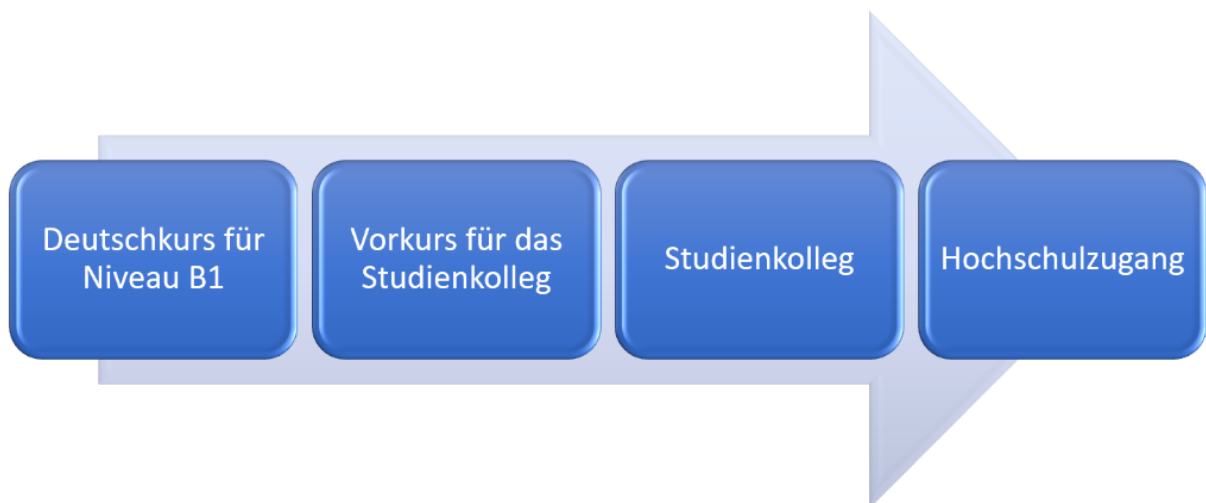 Deutschkurs für
Niveau B1
Vorkurs für das
Studienkolleg
Studienkolleg
Hochschulzugang